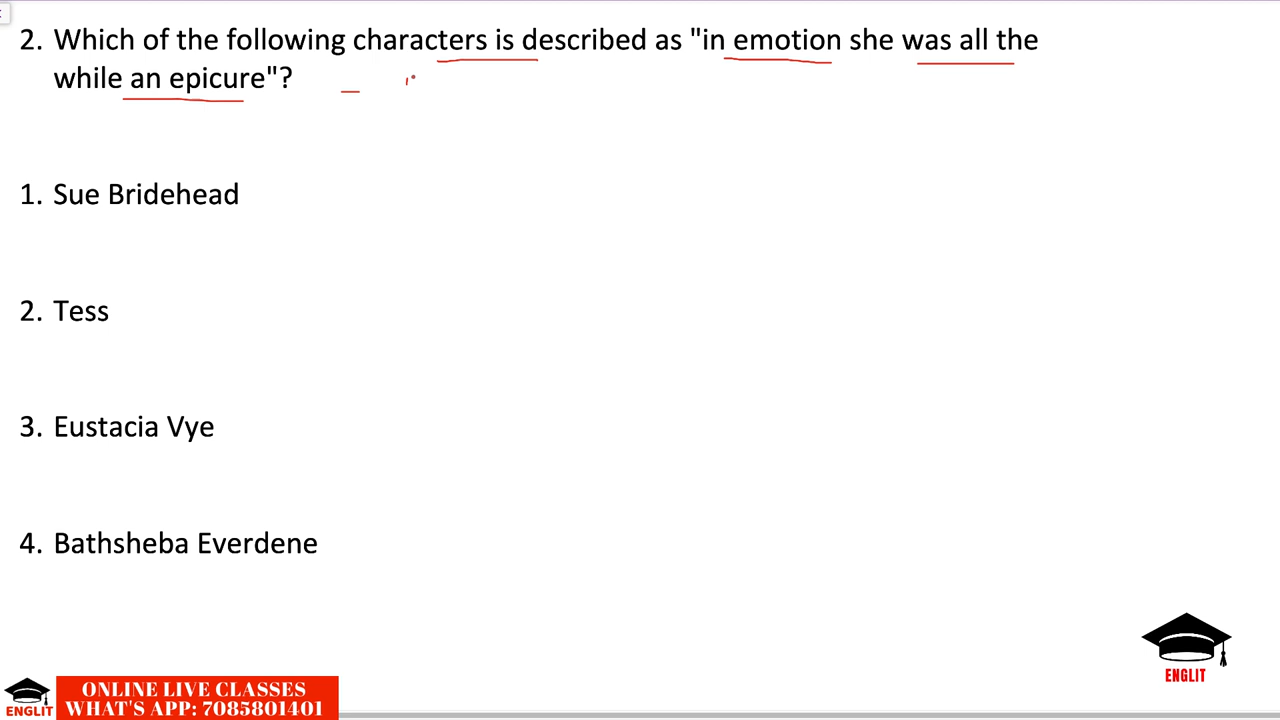 2. Which of the following characters is described as "in emotion she was all the
while an epicure"?
1. Sue Bridehead
2. Tess
3. Eustacia Vye
4. Bathsheba Everdene
ENGLIT
ENGLIT
ONLINE LIVE CLASSES
WHAT'S APP: 7085801401